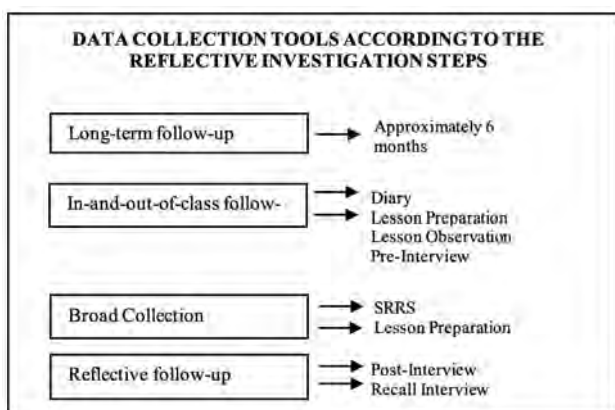 DATA COLLECTION TOOLS ACCORDING TO THE
REFLECTIVE INVESTIGATION STEPS
Long-term follow-up
Approximately 6
months
In-and-out-of-class follow-
Diary
Lesson Preparation
Lesson Observation
Pre-Interview
Broad Collection
SRRS
Lesson Preparation
Reflective follow-up
Post-Interview
Recall Interview